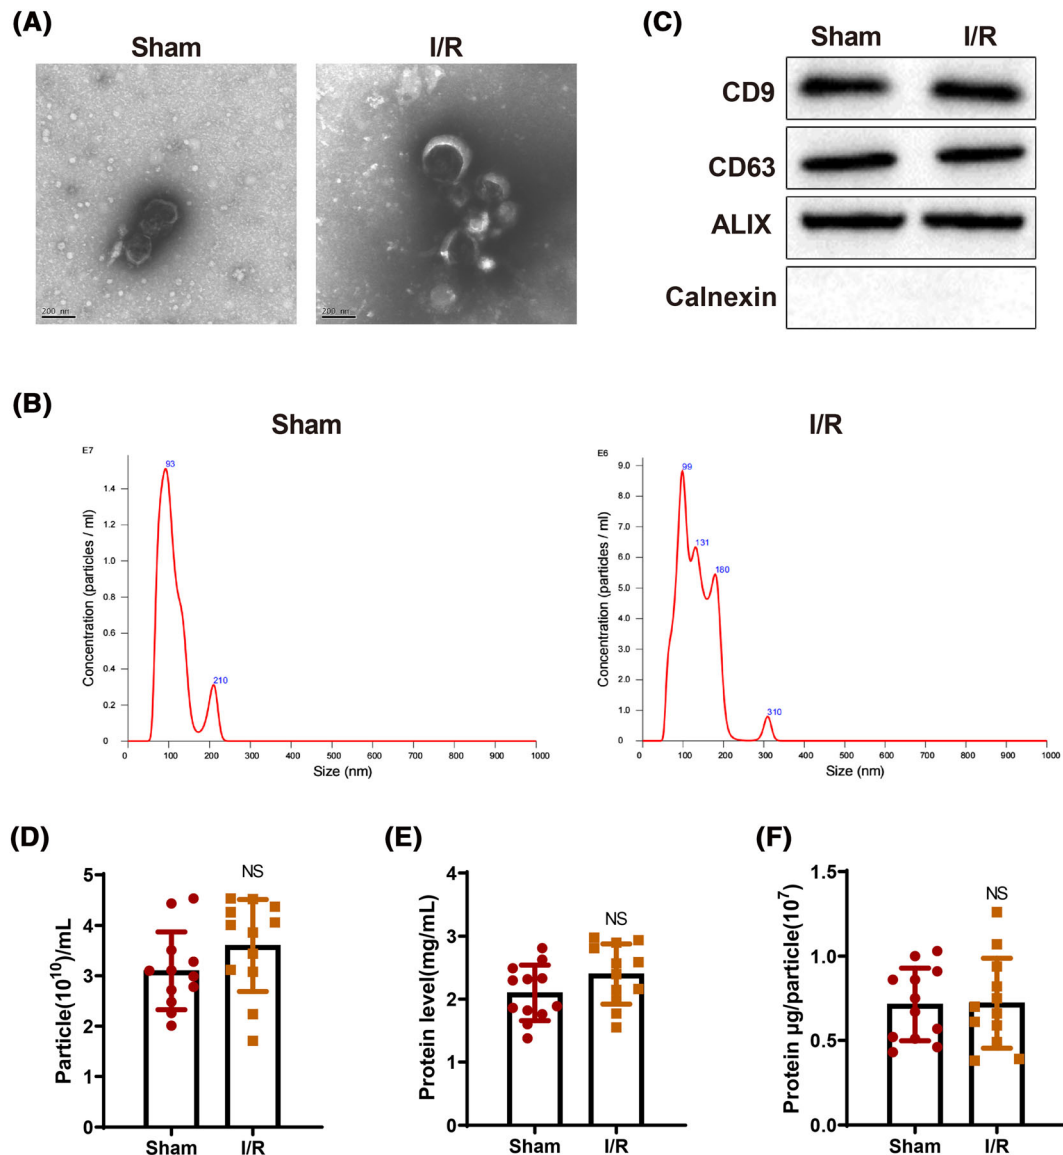 (A)
Sham
I/R
200 nm
200 nm
(C)
Sham
I/R
CD9
CD63
ALIX
Calnexin
(B)
Sham
E7
Concentration (particles / ml)
1.4
1.2
1
0.8
0.6
0.4
0.2
0
93
210
0 100 200 300 400 500 600 700 800 900 1000
Size (nm)
I/R
E6
Concentration (particles / ml)
9.0
8.0
7.0
6.0
5.0
4.0
3.0
2.0
1.0
0
99
131
180
310
0 100 200 300 400 500 600 700 800 900 1000
Size (nm)
(D)
Particle(10¹⁰)/mL
5
4
3
2
1
0
NS
Sham I/R
(E)
Protein level(mg/mL)
4
3
2
1
0
NS
Sham I/R
(F)
Protein μg/particle(10⁷)
1.5
1.0
0.5
0.0
NS
Sham I/R